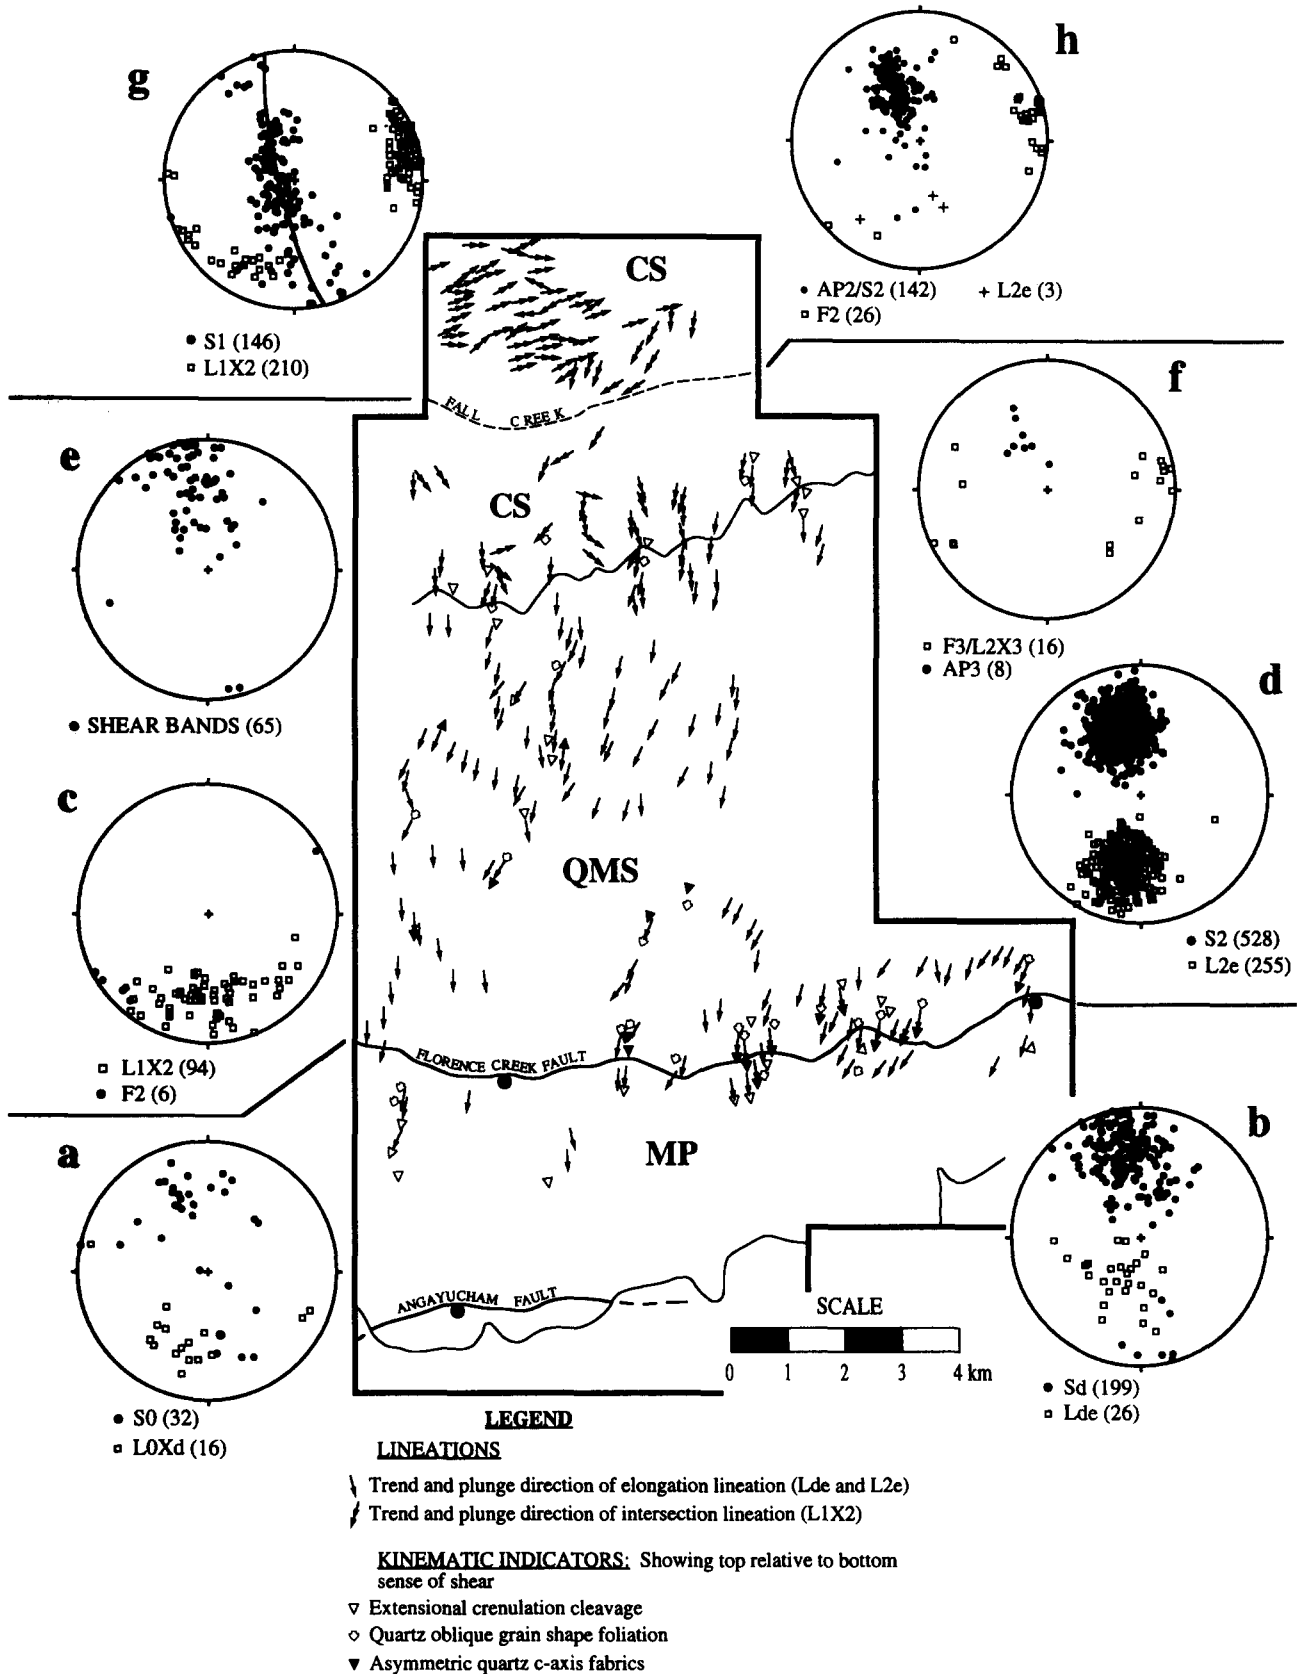 g
h
S1 (146)
L1X2 (210)
AP2/S2 (142)
L2e (3)
F2 (26)
CS
FALL CREEK
e
f
CS
SHEAR BANDS (65)
F3/L2X3 (16)
AP3 (8)
d
c
QMS
S2 (528)
L2e (255)
L1X2 (94)
F2 (6)
FLORENCE CREEK FAULT
a
MP
b
ANGAYUCHAM FAULT
SCALE
0 1 2 3 4 km
S0 (32)
L0Xd (16)
Sd (199)
Lde (26)
LEGEND
LINEATIONS
Trend and plunge direction of elongation lineation (Lde and L2e)
Trend and plunge direction of intersection lineation (L1X2)
KINEMATIC INDICATORS: Showing top relative to bottom
sense of shear
Extensional crenulation cleavage
Quartz oblique grain shape foliation
Asymmetric quartz c-axis fabrics